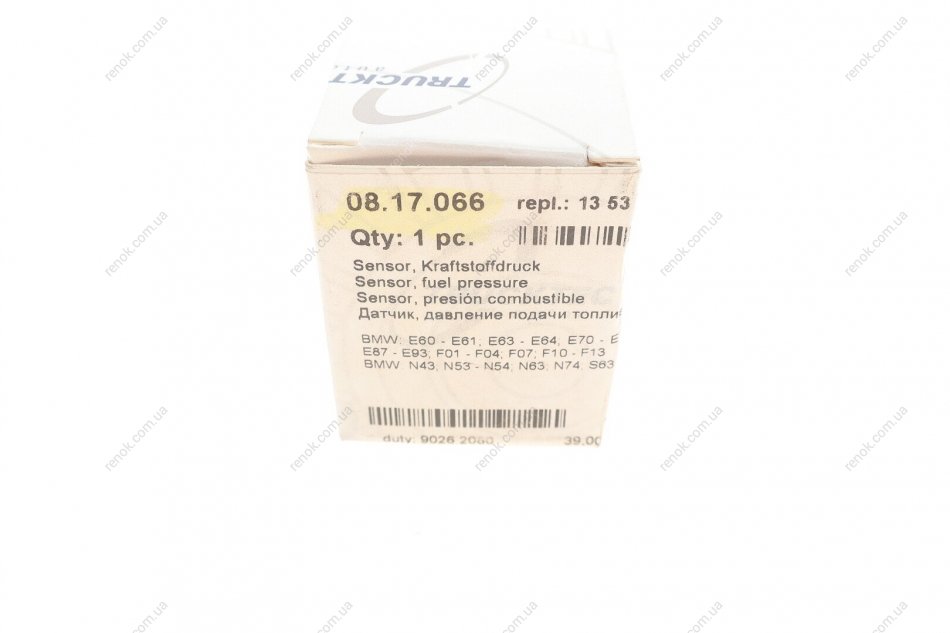 TRUCKT
auto
08.17.066 repl.: 13 53
Qty: 1 pc.
Sensor, Kraftstoffdruck
Sensor, fuel pressure
Sensor, presión combustible
Датчик, давление подачи топли
BMW: E60 - E61; E63 - E64, E70 - E
E87 - E93; F01 - F04; F07; F10 - F13
BMW: N43; N53 - N54; N63; N74; S63
duty: 9026 2080 39.00
renok.com.ua